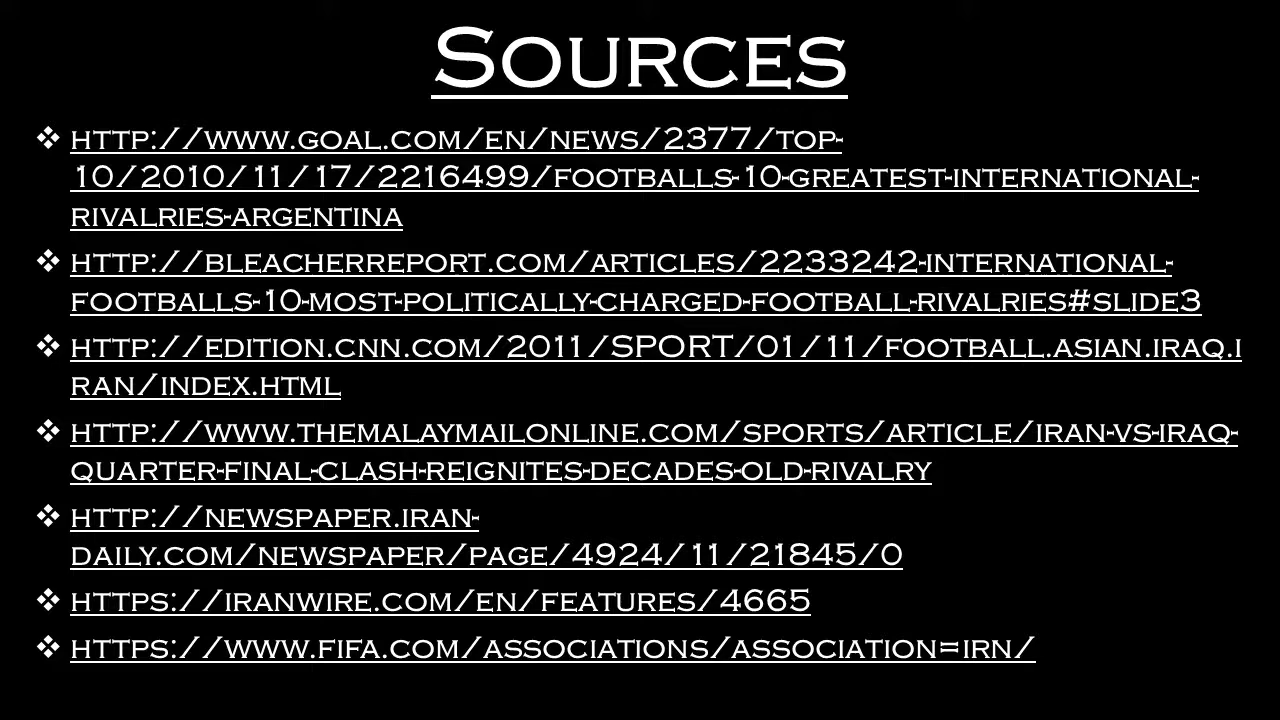 Sources
http://www.goal.com/en/news/2377/top-
10/2010/11/17/2216499/footballs-10-greatest-international-
rivalries-argentina
http://bleacherreport.com/articles/2233242-international-
footballs-10-most-politically-charged-football-rivalries#slide3
http://edition.cnn.com/2011/SPORT/01/11/football.asian.iraq.i
ran/index.html
http://www.themalaymailonline.com/sports/article/iran-vs-iraq-
quarter-final-clash-reignites-decades-old-rivalry
http://newspaper.iran-
daily.com/newspaper/page/4924/11/21845/0
https://iranwire.com/en/features/4665
https://www.fifa.com/associations/association=irn/